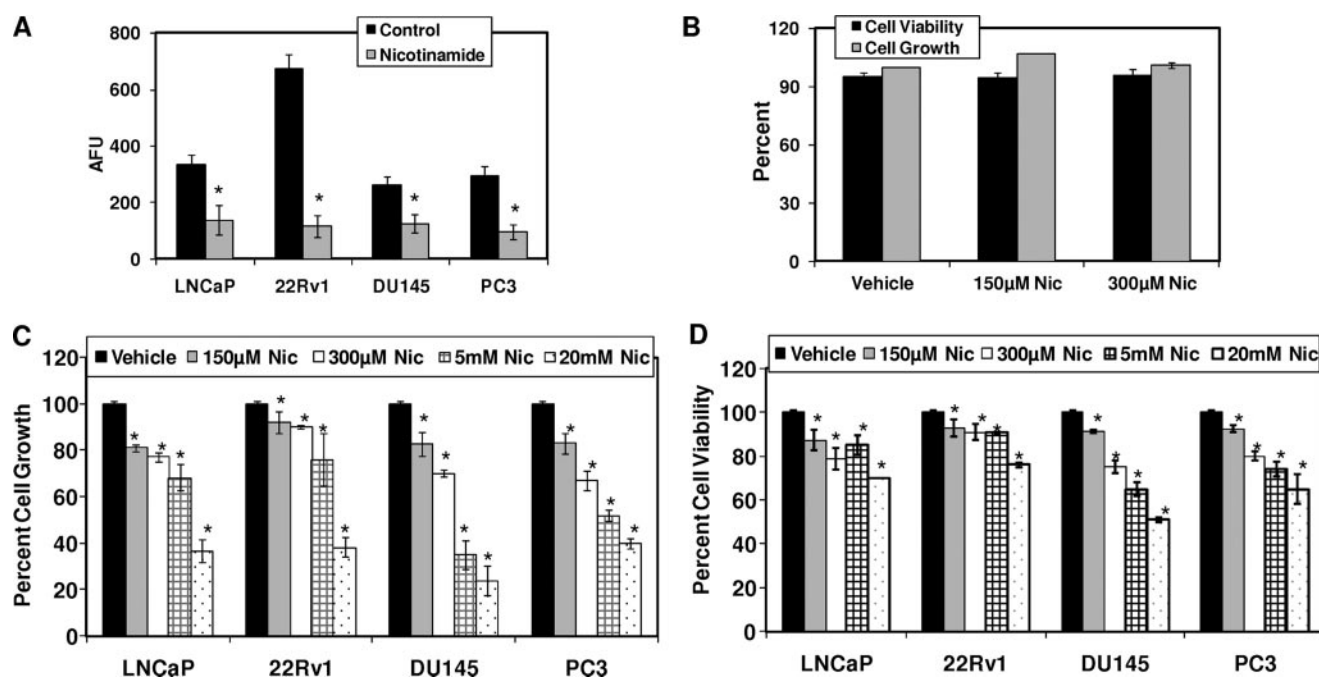 A
Control
Nicotinamide
800
600
400
200
0
AFU
*
*
*
*
LNCaP 22Rv1 DU145 PC3
B
Cell Viability
Cell Growth
120
90
60
30
0
Percent
Vehicle 150µM Nic 300µM Nic
C
Vehicle 150µM Nic 300µM Nic 5mM Nic 20mM Nic
120
100
80
60
40
20
0
Percent Cell Growth
* * * *
* * * *
* * * *
* * * *
LNCaP 22Rv1 DU145 PC3
D
Vehicle 150µM Nic 300µM Nic 5mM Nic 20mM Nic
120
100
80
60
40
20
0
Percent Cell Viability
* * * *
* * * *
* * * *
* * * *
LNCaP 22Rv1 DU145 PC3